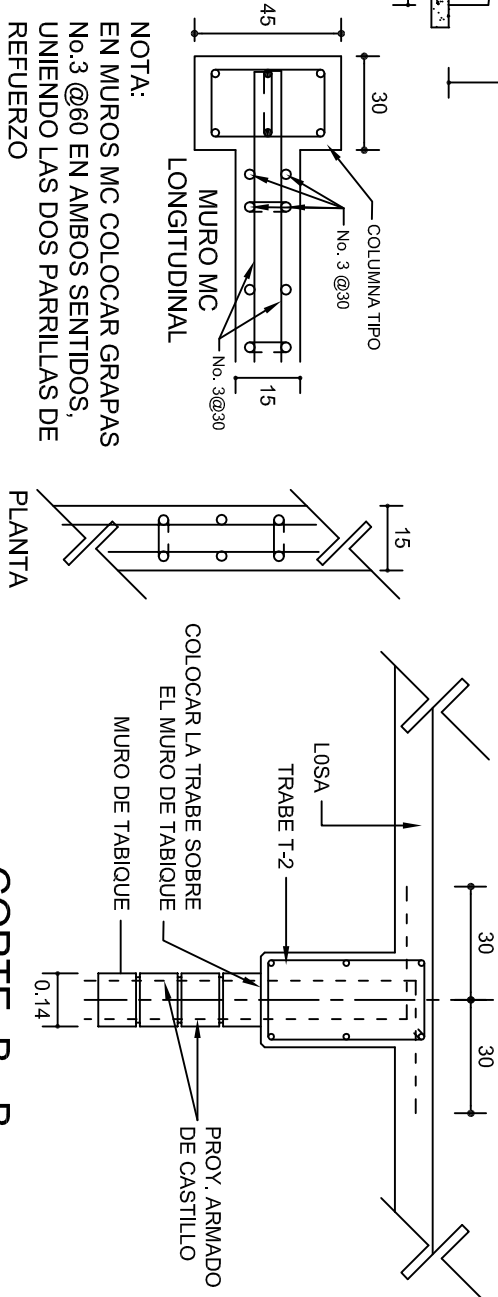 45
30
COLUMNA TIPO
No. 3 @30
MURO MC
LONGITUDINAL
No. 3@30
15
NOTA:
EN MUROS MC COLOCAR GRAPAS
No.3 @60 EN AMBOS SENTIDOS,
UNIENDO LAS DOS PARRILLAS DE
REFUERZO
15
PLANTA
30
30
L0SA
TRABE T-2
COLOCAR LA TRABE SOBRE
EL MURO DE TABIQUE
MURO DE TABIQUE
0.14
PROY. ARMADO
DE CASTILLO